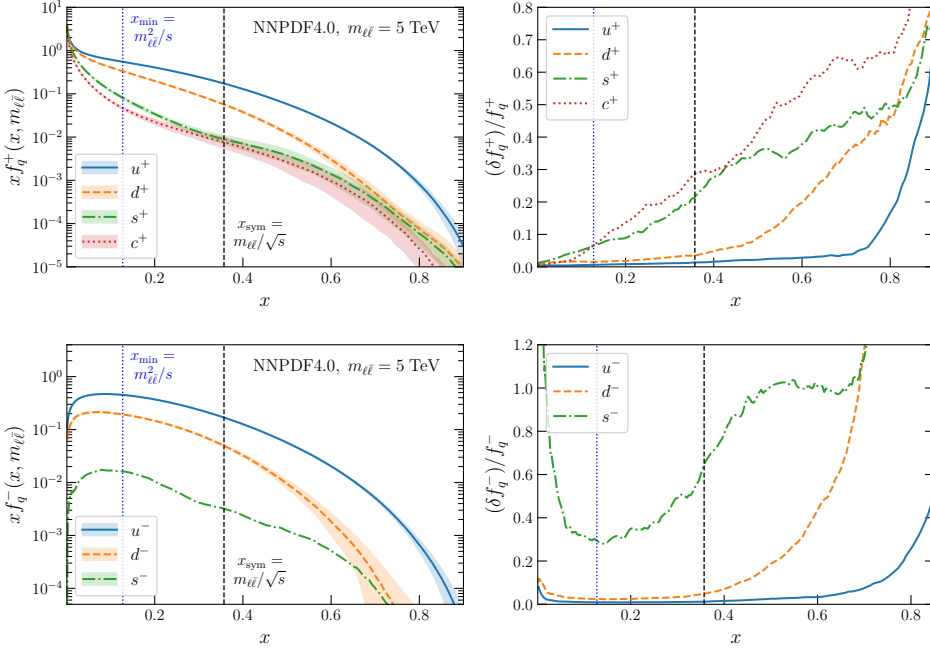 x_min = m²_ℓℓ̄/s
NNPDF4.0, m_ℓℓ̄ = 5 TeV
x f_q^+(x, m_ℓℓ̄)
10^1
10^0
10^−1
10^−2
10^−3
10^−4
10^−5
u^+
d^+
s^+
c^+
x_sym = m_ℓℓ̄/√s
0.2 0.4 0.6 0.8
x
(δf_q^+)/f_q^+
0.8
0.7
0.6
0.5
0.4
0.3
0.2
0.1
0.0
u^+
d^+
s^+
c^+
0.2 0.4 0.6 0.8
x
x_min = m²_ℓℓ̄/s
NNPDF4.0, m_ℓℓ̄ = 5 TeV
x f_q^−(x, m_ℓℓ̄)
10^0
10^−1
10^−2
10^−3
10^−4
u^−
d^−
s^−
x_sym = m_ℓℓ̄/√s
0.2 0.4 0.6 0.8
x
(δf_q^−)/f_q^−
1.2
1.0
0.8
0.6
0.4
0.2
0.0
u^−
d^−
s^−
0.2 0.4 0.6 0.8
x